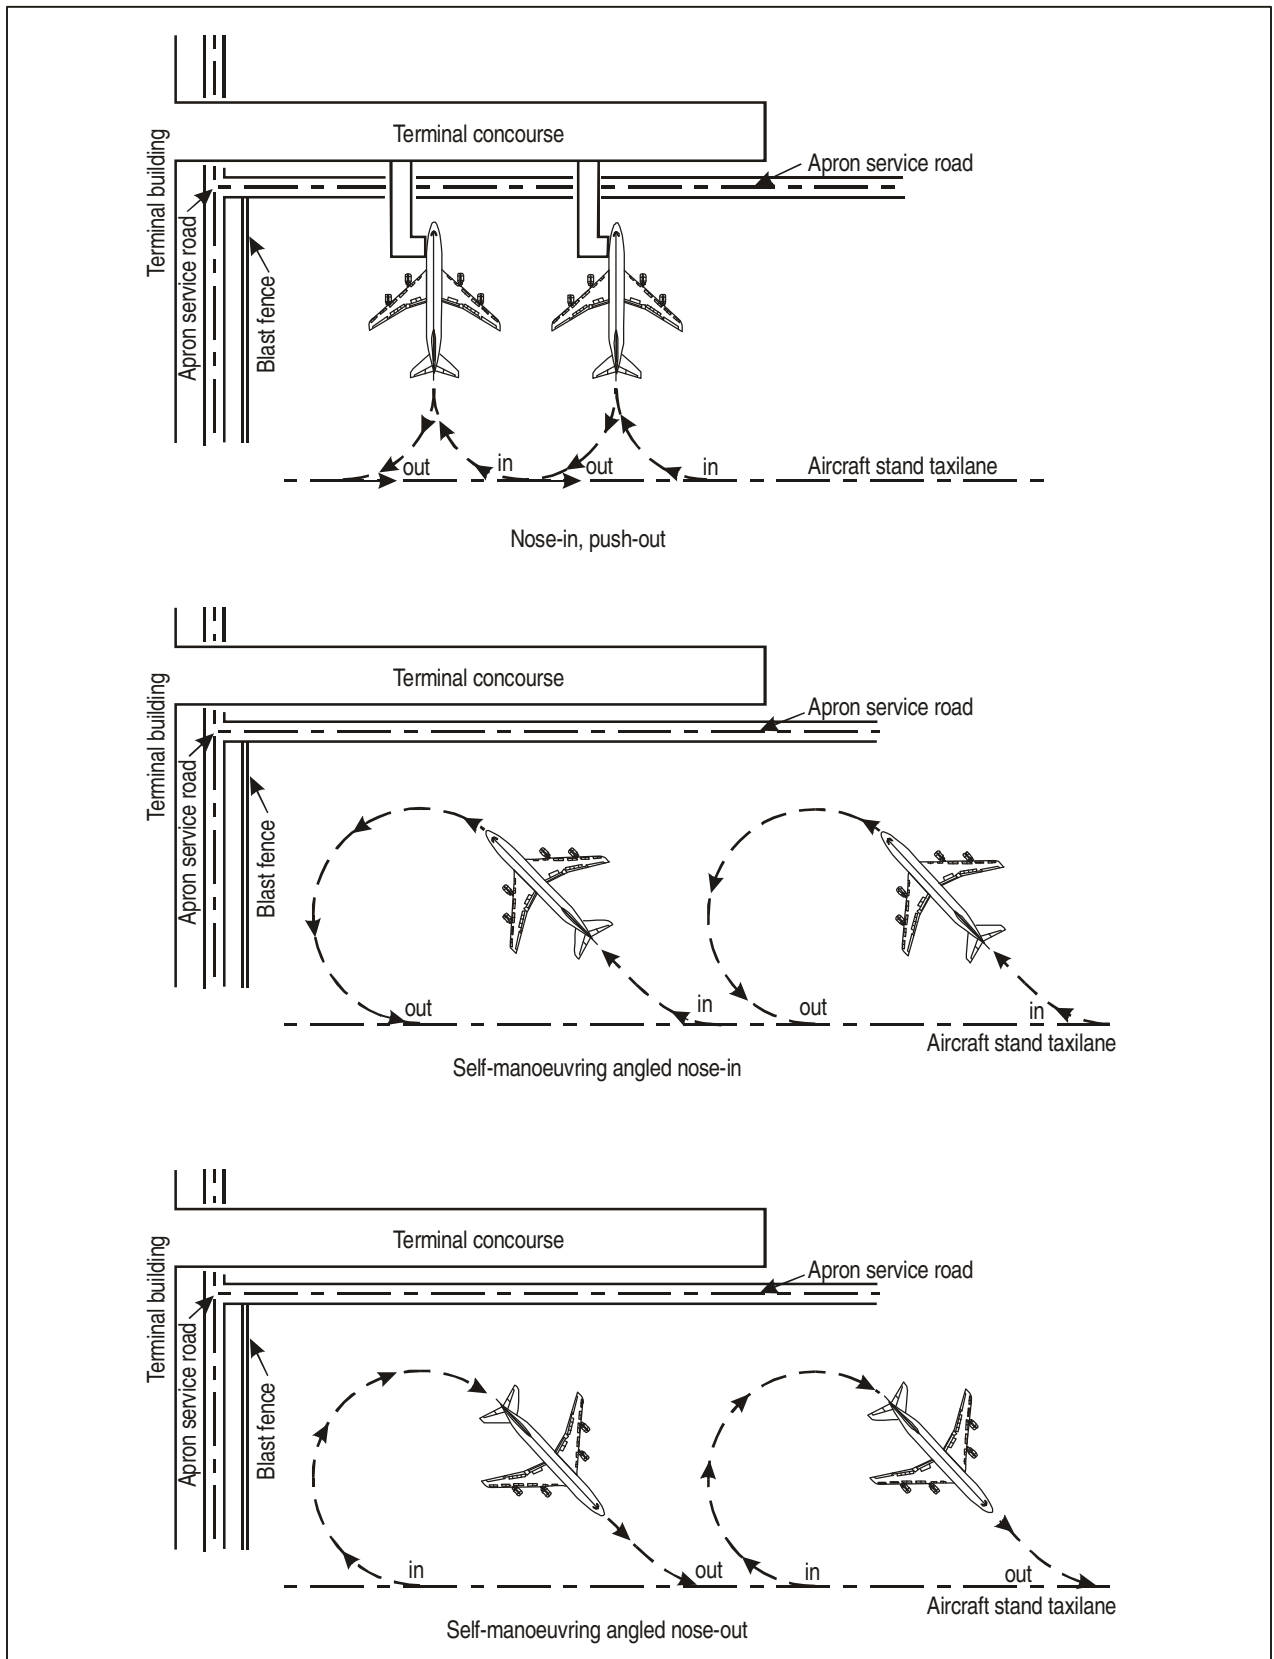 Terminal concourse
Apron service road
Terminal building
Apron service road
Blast fence
out
in
out
in
Aircraft stand taxilane
Nose-in, push-out
Terminal concourse
Apron service road
Terminal building
Apron service road
Blast fence
out
in
out
in
Aircraft stand taxilane
Self-manoeuvring angled nose-in
Terminal concourse
Apron service road
Terminal building
Apron service road
Blast fence
in
out
in
out
Aircraft stand taxilane
Self-manoeuvring angled nose-out